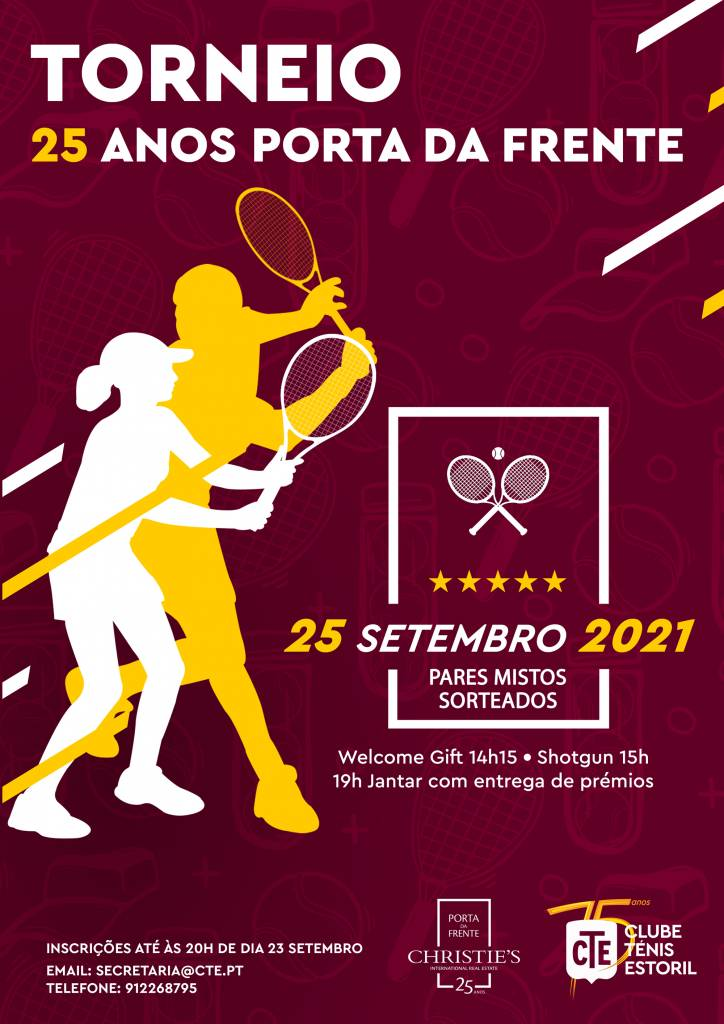 TORNEIO
25 ANOS PORTA DA FRENTE
25 SETEMBRO 2021
PARES MISTOS
SORTEADOS
Welcome Gift 14h15 • Shotgun 15h
19h Jantar com entrega de prémios
INSCRIÇÕES ATÉ ÀS 20H DE DIA 23 SETEMBRO
EMAIL: SECRETARIA@CTE.PT
TELEFONE: 912268795
PORTA
DA
FRENTE
CHRISTIE'S
INTERNATIONAL REAL ESTATE
25 ANOS
75 anos
CTE
CLUBE
TÉNIS
ESTORIL